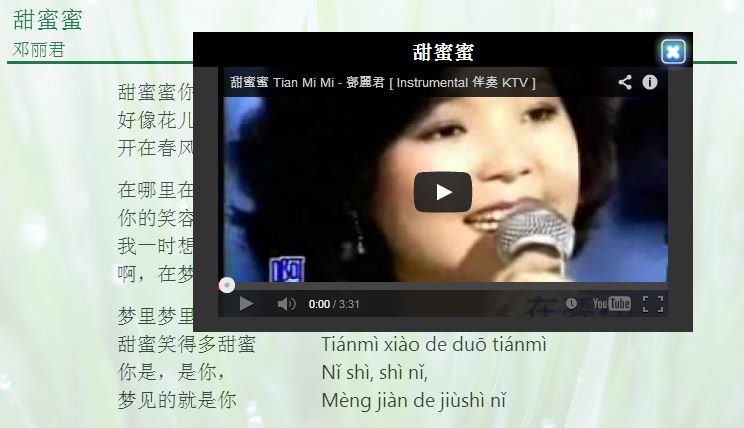 甜蜜蜜
邓丽君
甜蜜蜜
甜蜜蜜 Tian Mi Mi - 鄧麗君 [ Instrumental 伴奏 KTV ]
0:00 / 3:31
YouTube
甜蜜蜜你
好像花儿
开在春风
在哪里在
你的笑容
我一时想
啊，在梦
梦里梦里
甜蜜笑得多甜蜜 Tiánmì xiào de duō tiánmì
你是，是你， Nǐ shì, shì nǐ,
梦见的就是你 Mèng jiàn de jiùshì nǐ